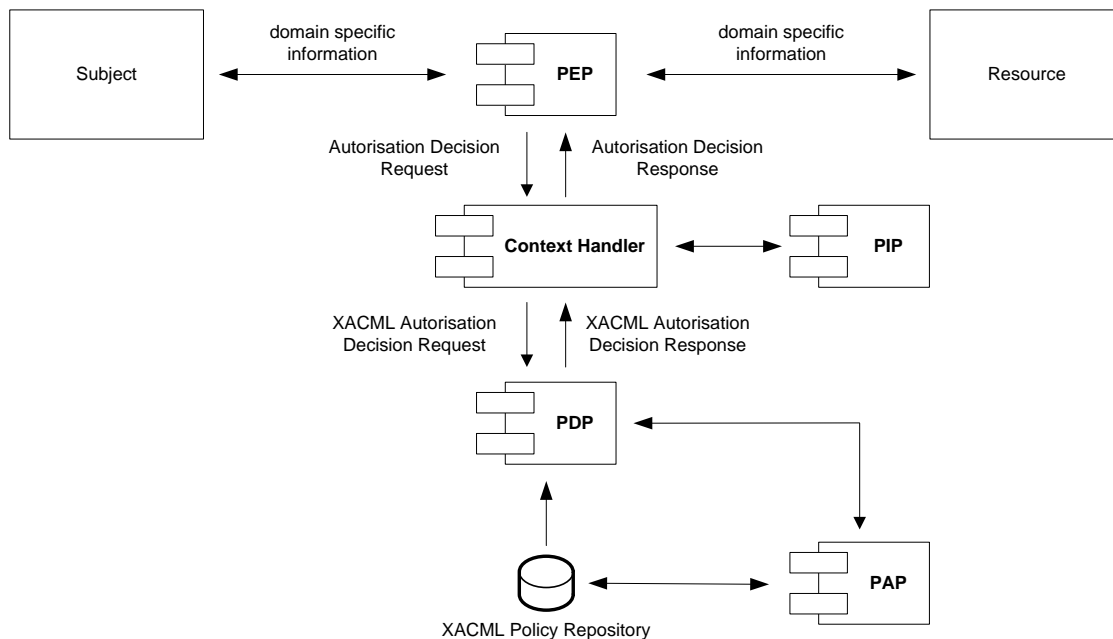 domain specific
information
domain specific
information
Subject
PEP
Resource
Autorisation Decision
Request
Autorisation Decision
Response
Context Handler
PIP
XACML Autorisation
Decision Request
XACML Autorisation
Decision Response
PDP
PAP
XACML Policy Repository